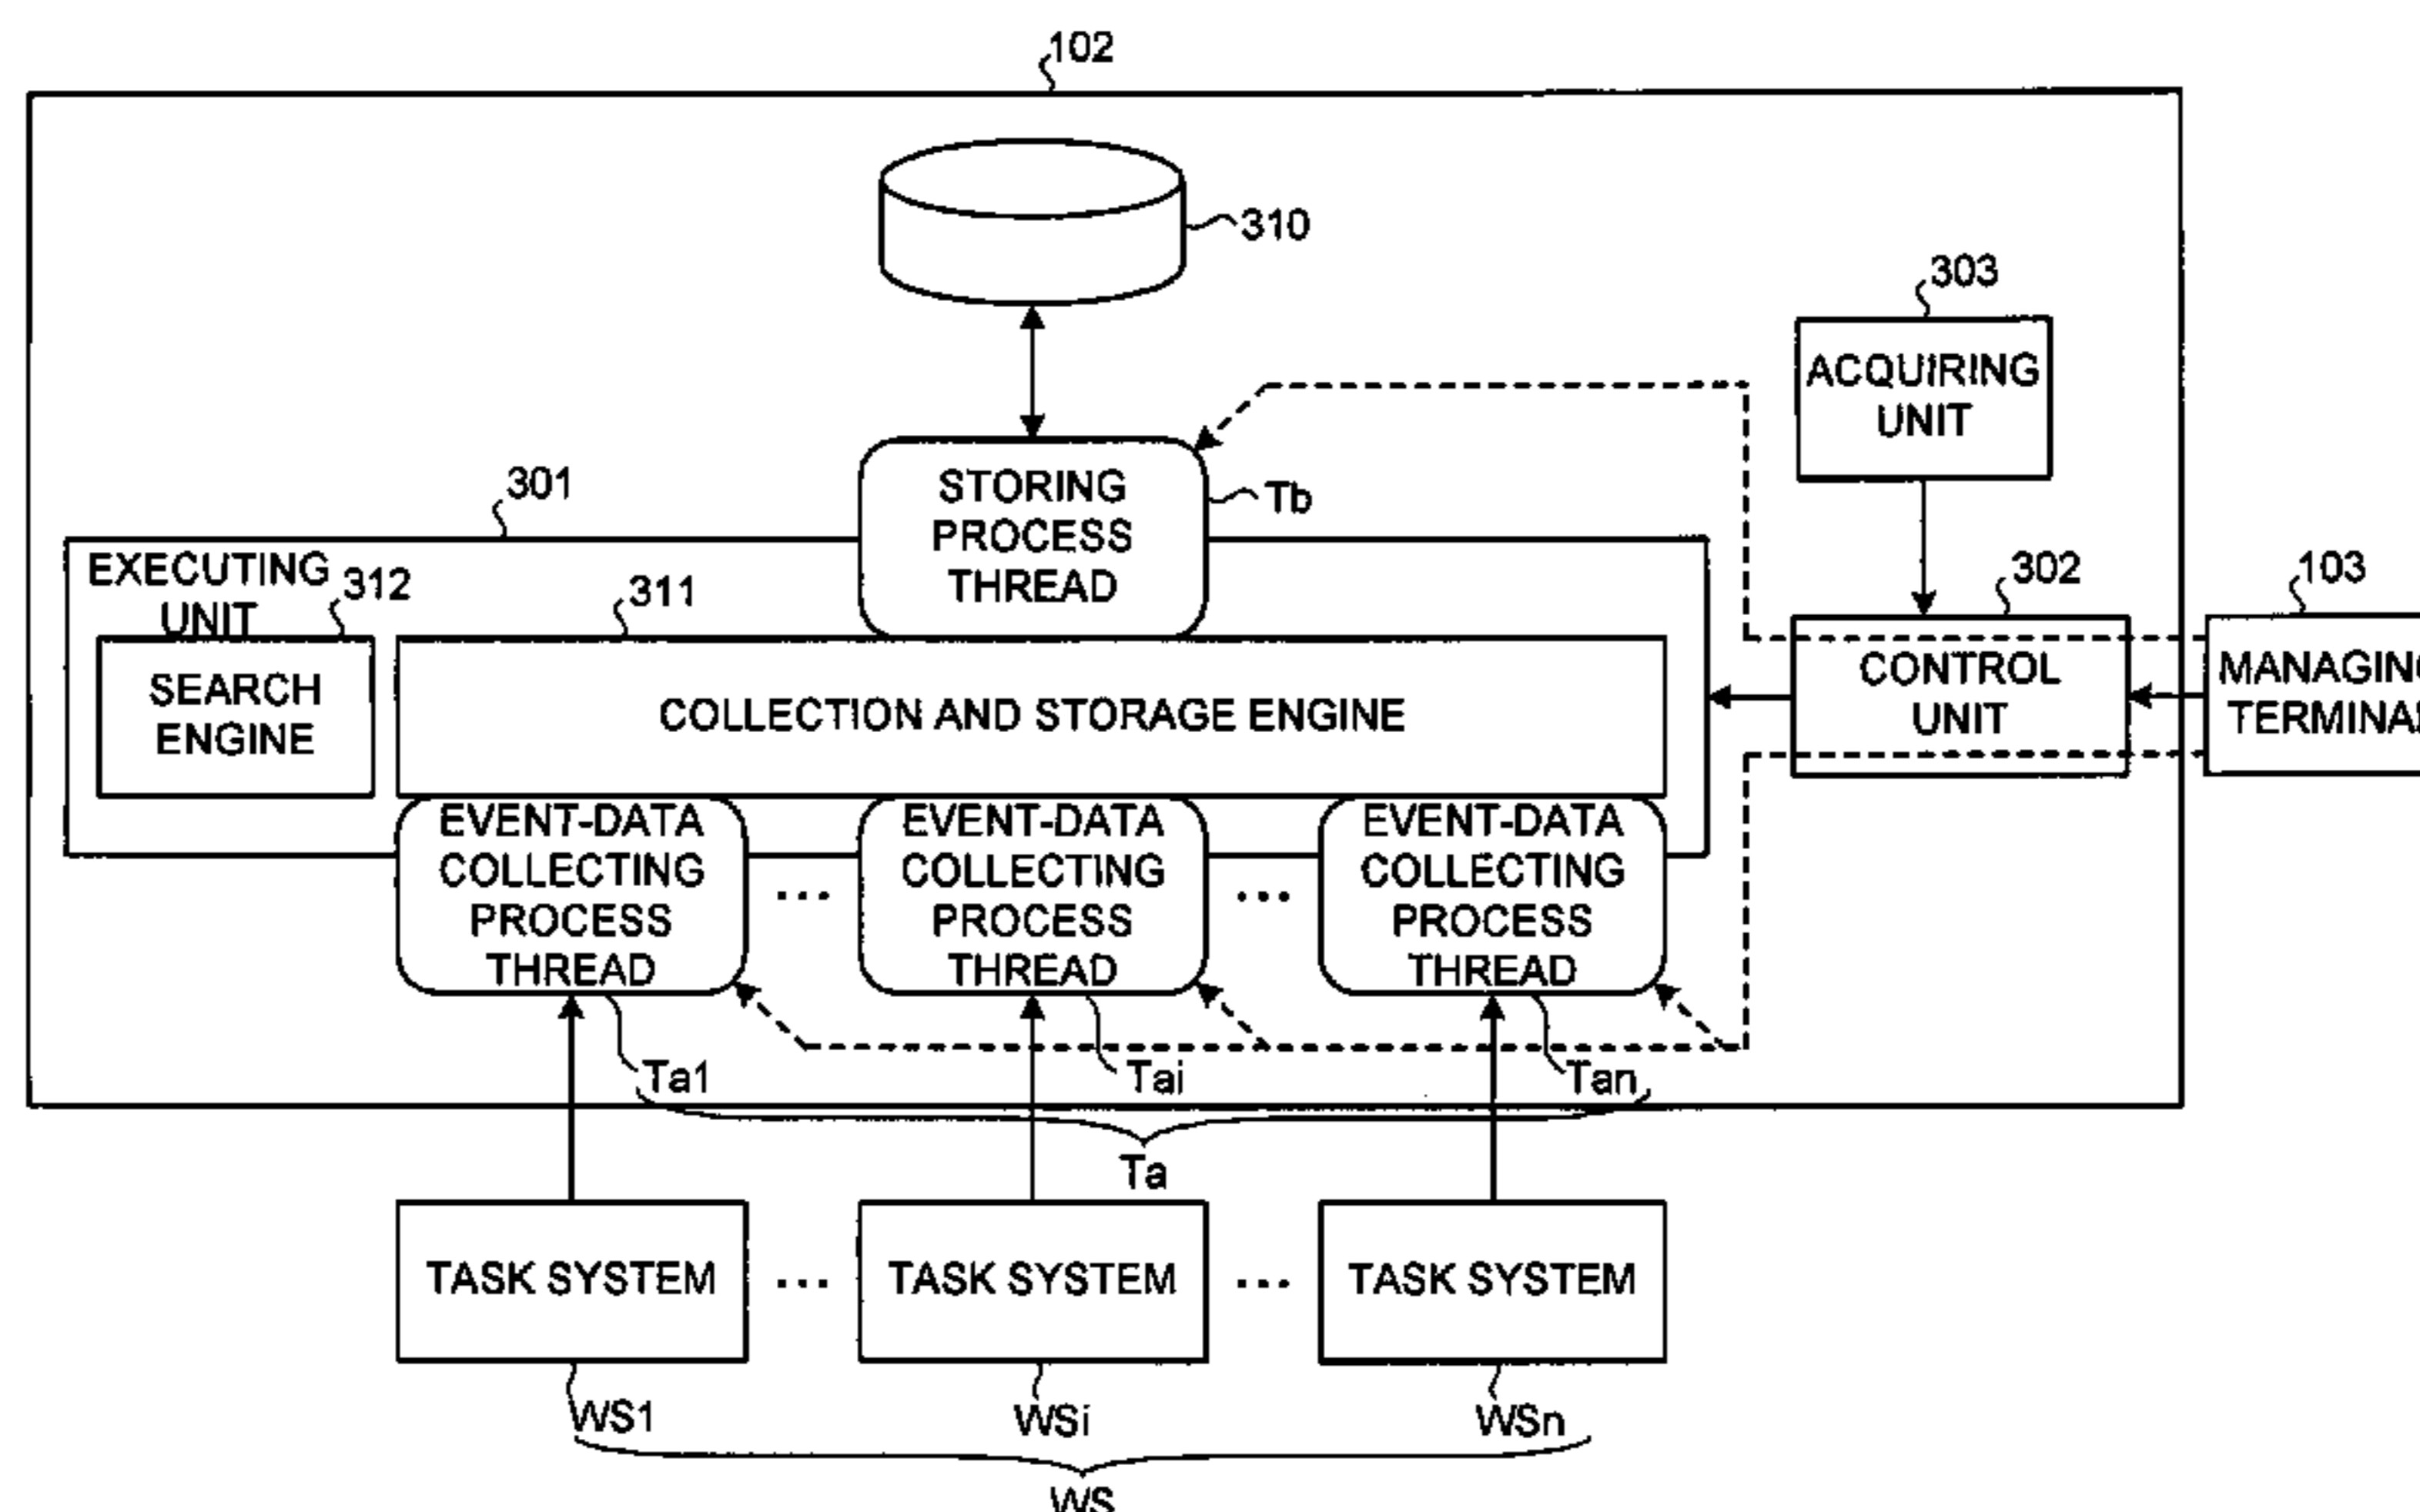 102
310
303
ACQUIRING
UNIT
STORING
PROCESS
THREAD
Tb
301
EXECUTING
UNIT
312
311
302
103
SEARCH
ENGINE
COLLECTION AND STORAGE ENGINE
CONTROL
UNIT
MANAGING
TERMINAL
EVENT-DATA
COLLECTING
PROCESS
THREAD
...
EVENT-DATA
COLLECTING
PROCESS
THREAD
...
EVENT-DATA
COLLECTING
PROCESS
THREAD
Ta1
Tai
Tan
Ta
TASK SYSTEM
...
TASK SYSTEM
...
TASK SYSTEM
WS1
WSi
WSn
WS